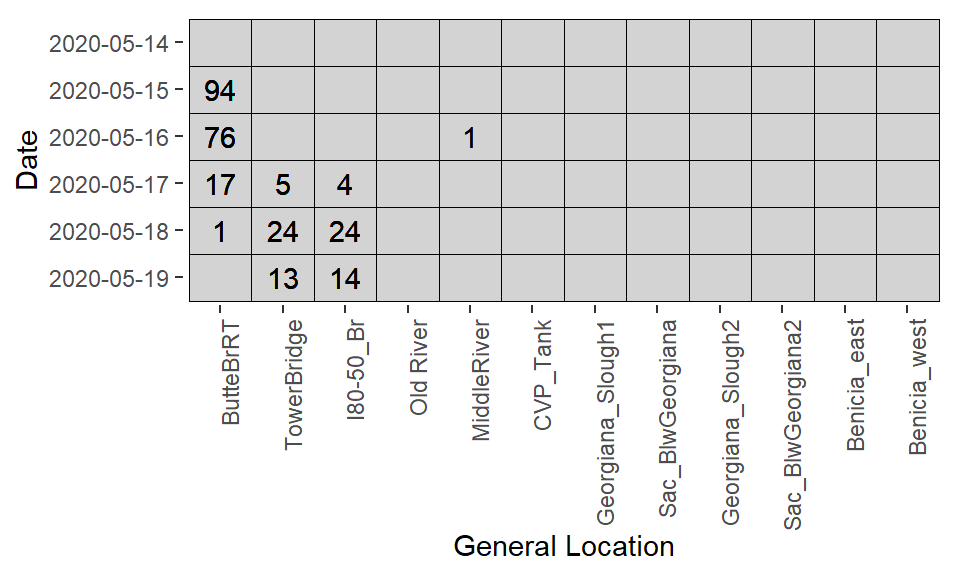 2020-05-14
2020-05-15 94
2020-05-16 76 1
2020-05-17 17 5 4
2020-05-18 1 24 24
2020-05-19 13 14
Date
ButteBrRT
TowerBridge
I80-50_Br
Old River
MiddleRiver
CVP_Tank
Georgiana_Slough1
Sac_BlwGeorgiana
Georgiana_Slough2
Sac_BlwGeorgiana2
Benicia_east
Benicia_west
General Location